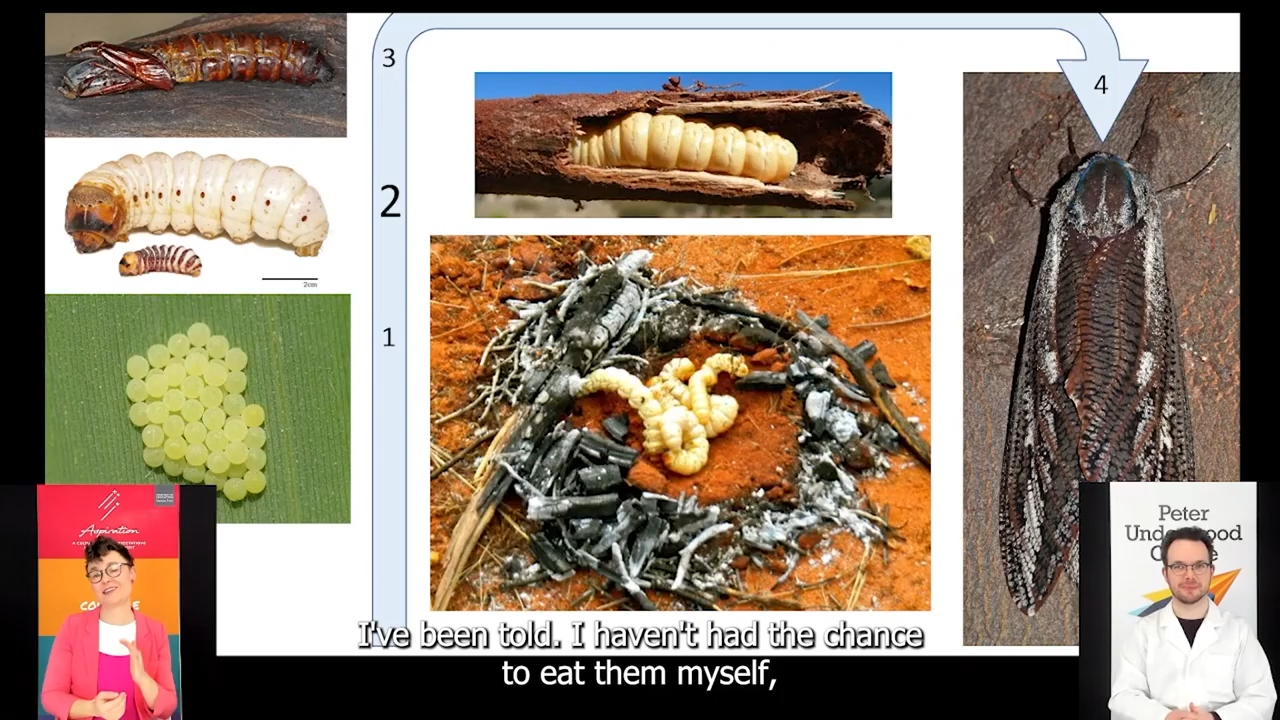 3
4
2
2cm
1
Aspiration
Peter
Underwood
I've been told. I haven't had the chance
to eat them myself,